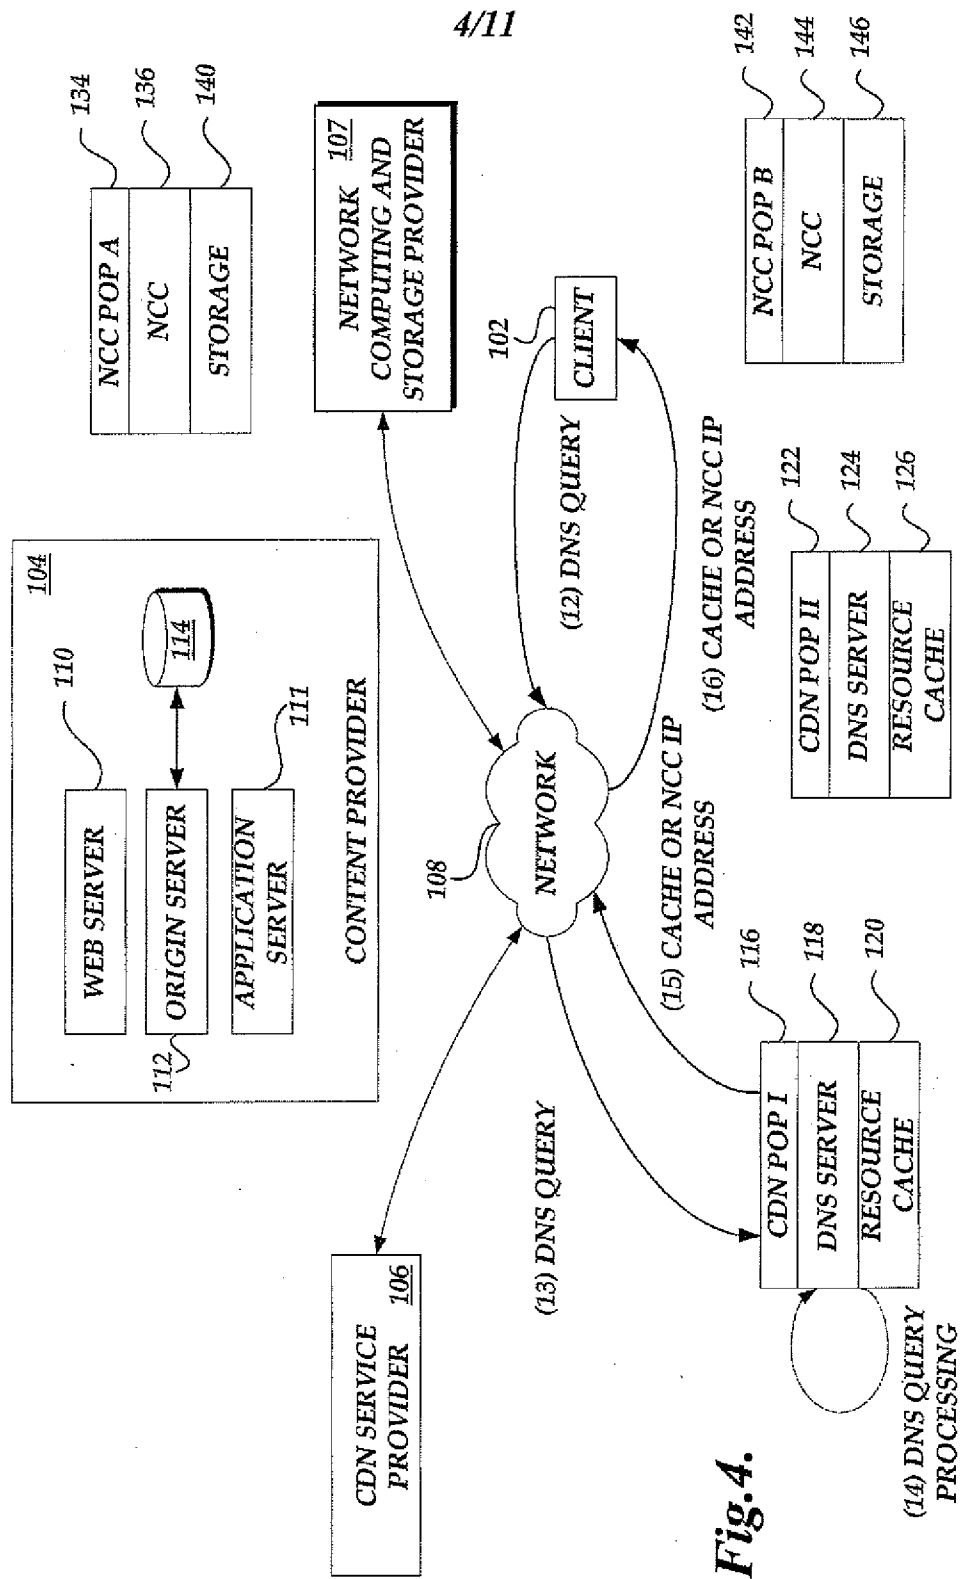 4/11
104
WEB SERVER
110
ORIGIN SERVER
112
114
APPLICATION
SERVER
111
CONTENT PROVIDER
NCC POP A
134
NCC
136
STORAGE
140
CDN SERVICE
PROVIDER
106
NETWORK
107
COMPUTING AND
STORAGE PROVIDER
108
NETWORK
102
CLIENT
(12) DNS QUERY
(13) DNS QUERY
(15) CACHE OR NCC IP
ADDRESS
(16) CACHE OR NCC IP
ADDRESS
CDN POP I
116
DNS SERVER
118
RESOURCE
CACHE
120
(14) DNS QUERY
PROCESSING
CDN POP II
122
DNS SERVER
124
RESOURCE
CACHE
126
NCC POP B
142
NCC
144
STORAGE
146
Fig.4.